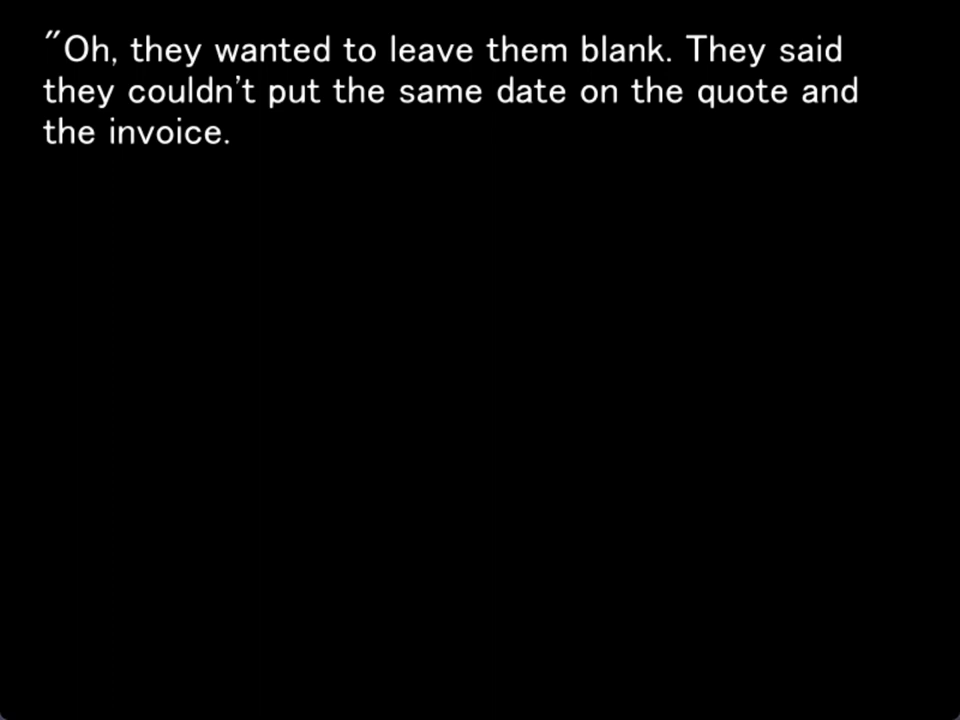 "Oh, they wanted to leave them blank. They said
they couldn't put the same date on the quote and
the invoice.